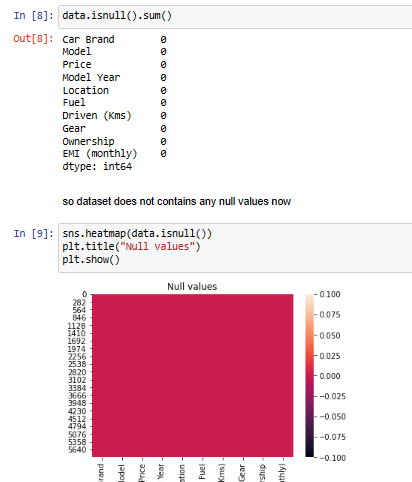 In [8]: data.isnull().sum()
Out[8]: Car Brand 0
Model 0
Price 0
Model Year 0
Location 0
Fuel 0
Driven (Kms) 0
Gear 0
Ownership 0
EMI (monthly) 0
dtype: int64
so dataset does not contains any null values now
In [9]: sns.heatmap(data.isnull())
plt.title("Null values")
plt.show()
Null values
0
282
564
846
1128
1410
1692
1974
2256
2538
2820
3102
3384
3666
3948
4230
4512
4794
5076
5358
5640
0.100
0.075
0.050
0.025
0.000
−0.025
−0.050
−0.075
−0.100
rand
odel
Price
Year
ation
Fuel
Kms)
Gear
rship
thly)